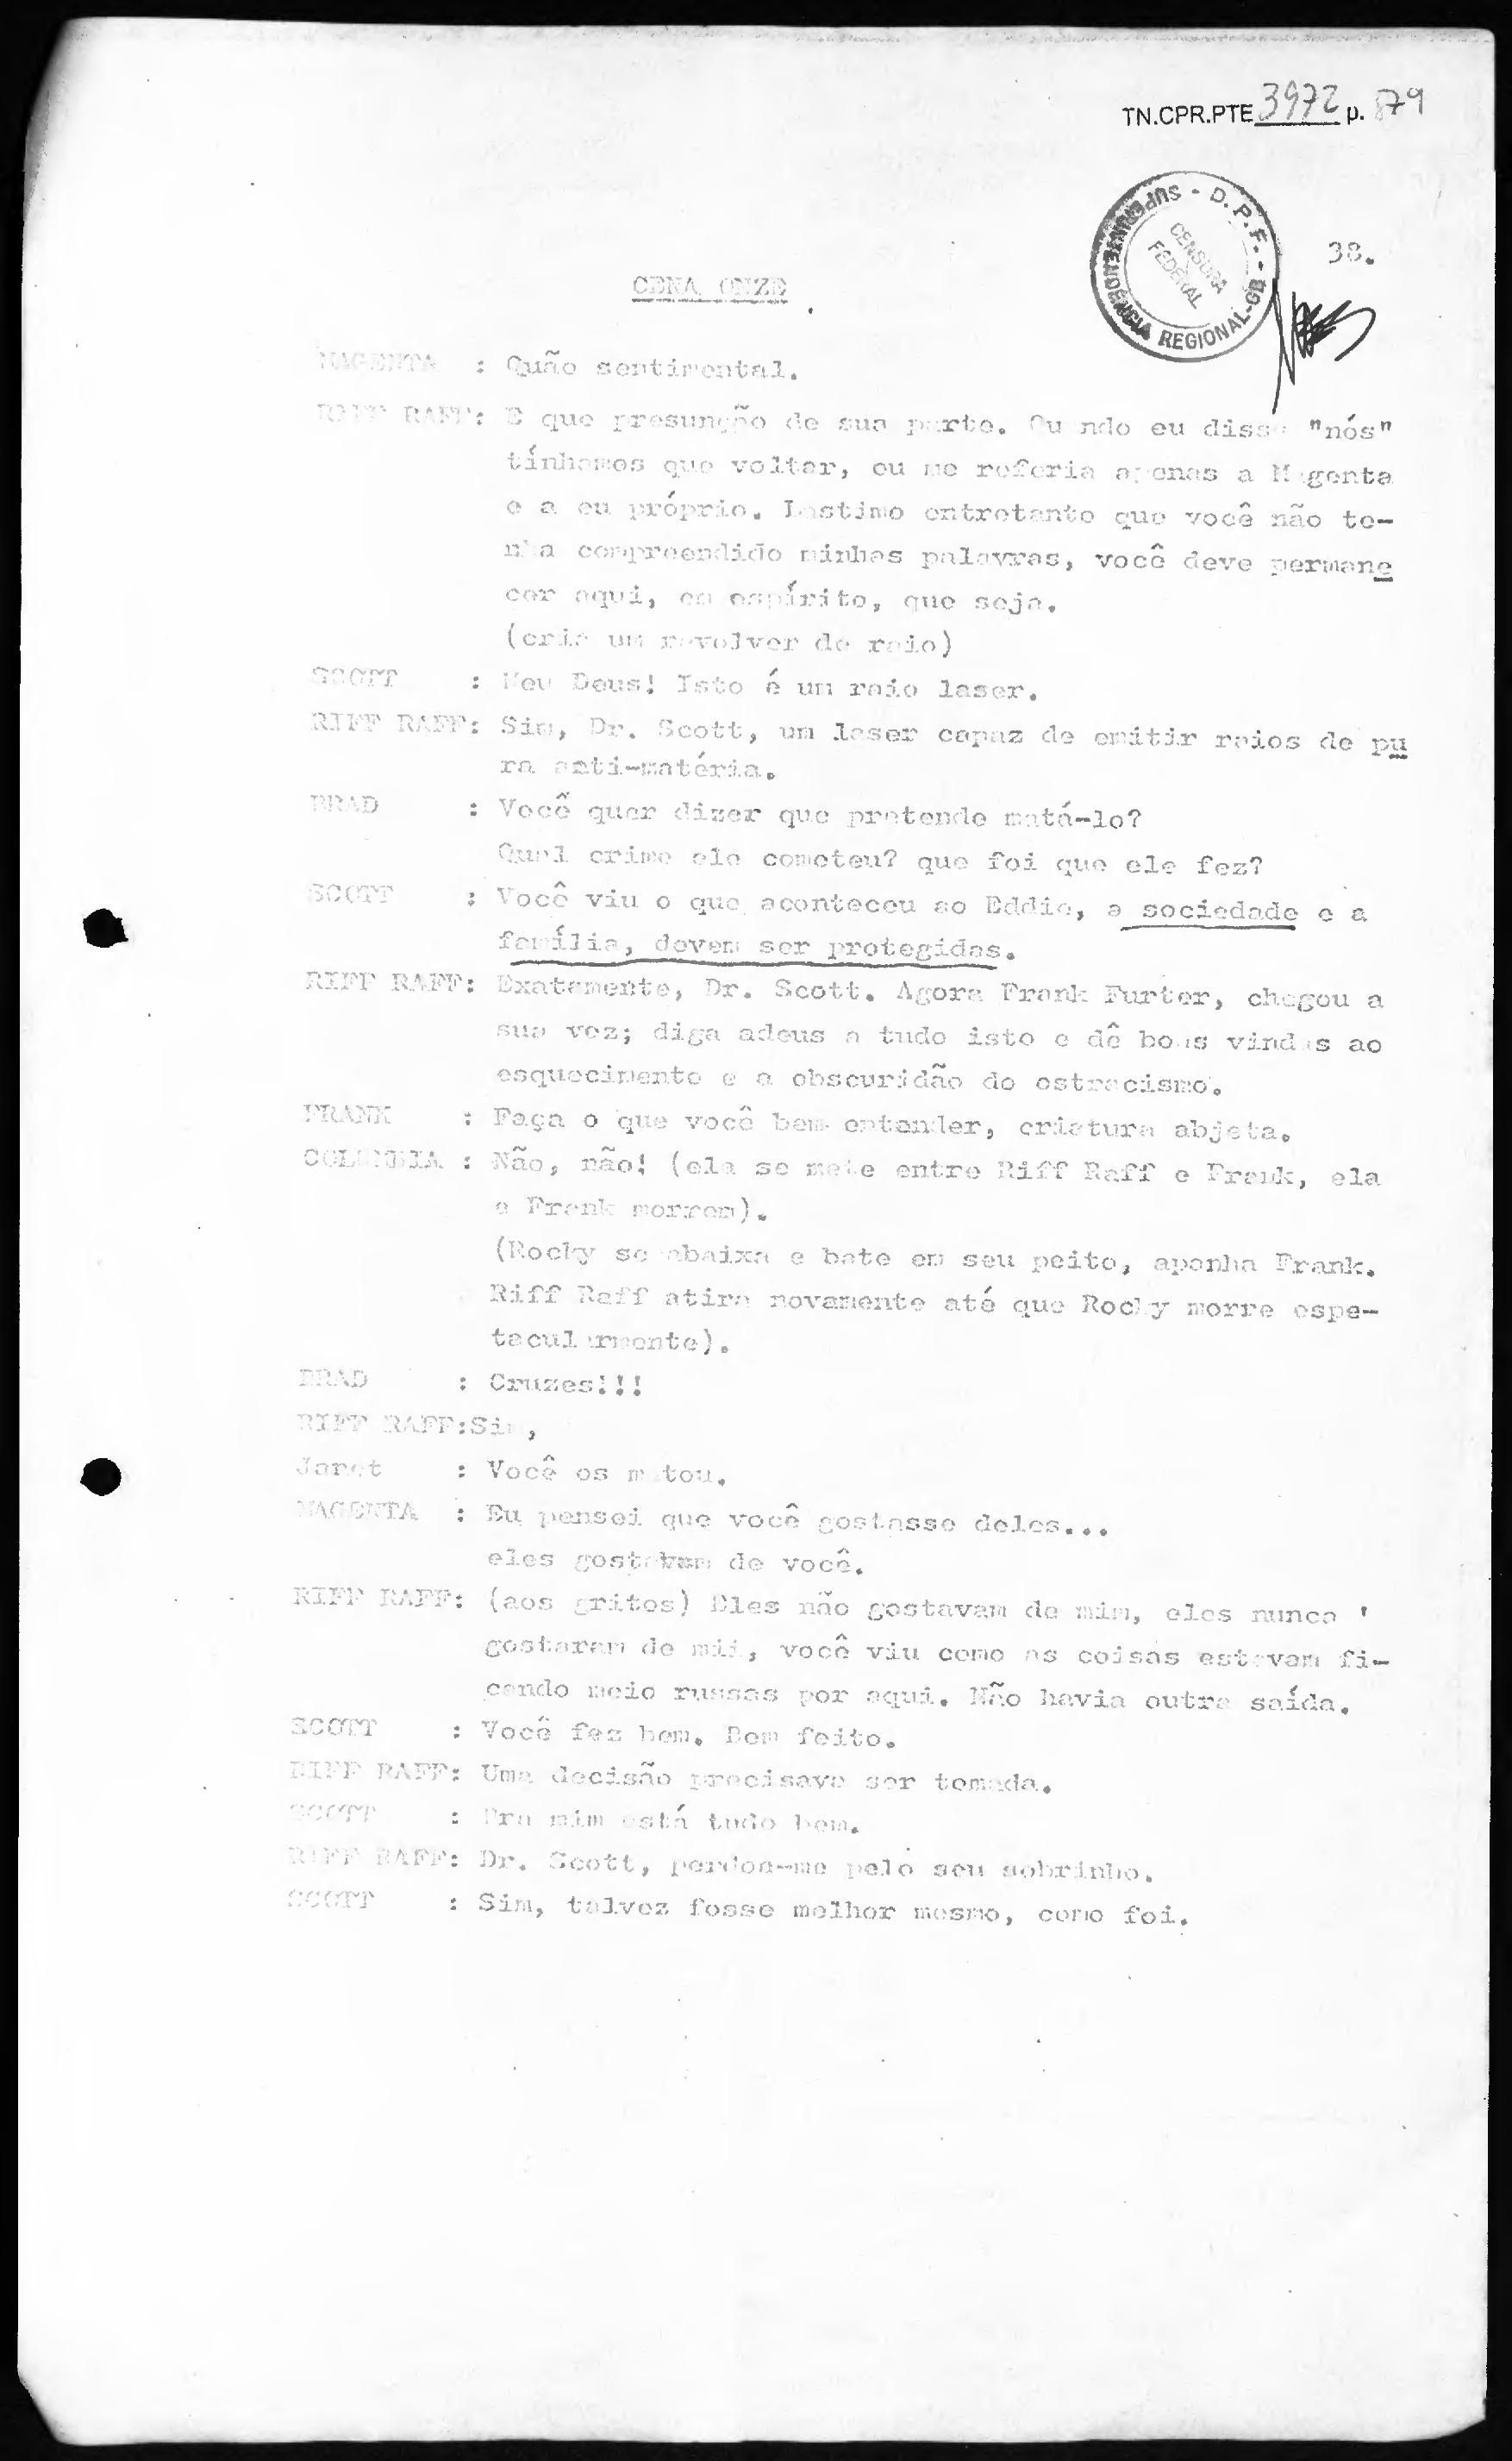 TN.CPR.PTE 3972 p. 879
SUPERINTENDÊNCIA REGIONAL-GB - D.P.F. -
CENSURA
FEDERAL
38.
CENA ONZE
MAGENTA : Quão sentimental.
RIFF RAFF: E que presunção de sua parte. Quando eu disse "nós"
tínhamos que voltar, eu me referia apenas a Magenta
e a eu próprio. Lastimo entretanto que você não te-
nha compreendido minhas palavras, você deve permane
cer aqui, em espírito, que seja.
(cria um revolver de raio)
SCOTT : Meu Deus! Isto é um raio laser.
RIFF RAFF: Sim, Dr. Scott, um laser capaz de emitir raios de pu
ra anti-matéria.
BRAD : Você quer dizer que pretende matá-lo?
Qual crime ele cometeu? que foi que ele fez?
SCOTT : Você viu o que aconteceu ao Eddie, a sociedade e a
família, devem ser protegidas.
RIFF RAFF: Exatamente, Dr. Scott. Agora Frank Furter, chegou a
sua vez; diga adeus a tudo isto e dê boas vindas ao
esquecimento e a obscuridão do ostracismo.
FRANK : Faça o que você bem entender, criatura abjeta.
COLUMBIA : Não, não! (ela se mete entre Riff Raff e Frank, ela
e Frank morrem).
(Rocky se abaixa e bate em seu peito, apanha Frank.
Riff Raff atira novamente até que Rocky morre espe-
tacularmente).
BRAD : Cruzes!!!
RIFF RAFF:Sim,
Janet : Você os matou.
MAGENTA : Eu pensei que você gostasse deles...
eles gostavam de você.
RIFF RAFF: (aos gritos) Eles não gostavam de mim, eles nunca '
gostaram de mim, você viu como as coisas estavam fi-
cando meio russas por aqui. Não havia outra saída.
SCOTT : Você fez bem. Bem feito.
RIFF RAFF: Uma decisão precisava ser tomada.
SCOTT : Pra mim está tudo bem.
RIFF RAFF: Dr. Scott, perdoa-me pelo seu sobrinho.
SCOTT : Sim, talvez fosse melhor mesmo, como foi.